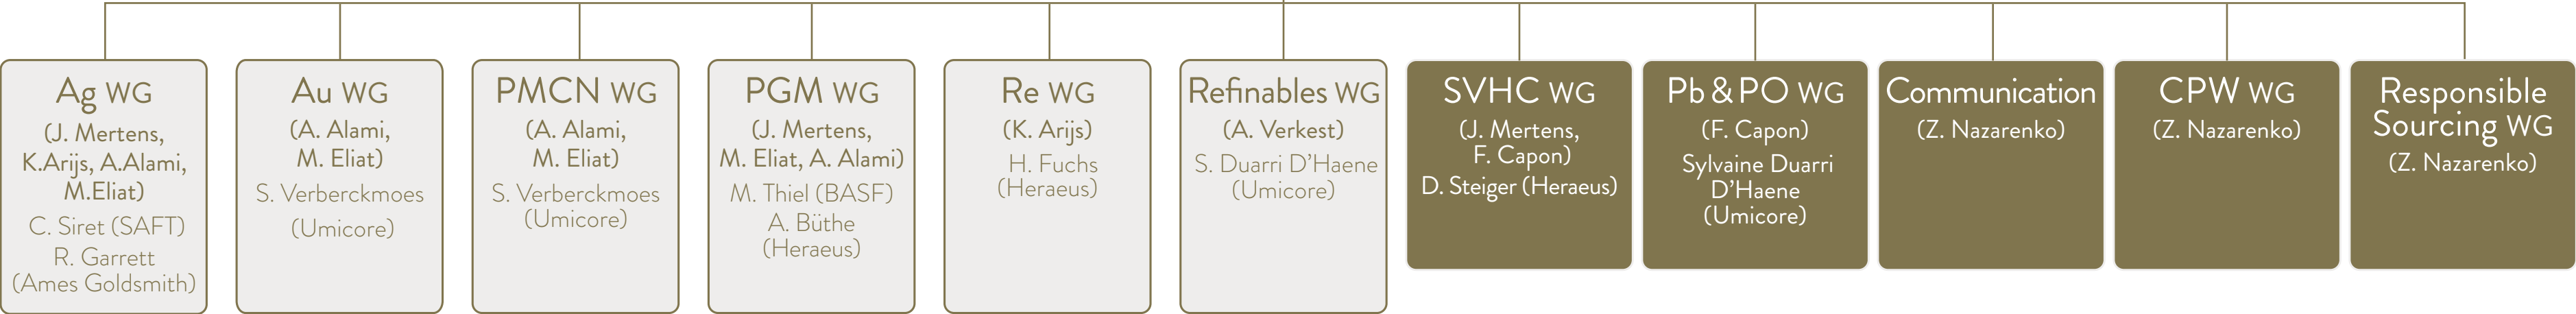 Ag WG
(J. Mertens,
K.Arijs, A.Alami,
M.Eliat)
C. Siret (SAFT)
R. Garrett
(Ames Goldsmith)
Au WG
(A. Alami,
M. Eliat)
S. Verberckmoes
(Umicore)
PMCN WG
(A. Alami,
M. Eliat)
S. Verberckmoes
(Umicore)
PGM WG
(J. Mertens,
M. Eliat, A. Alami)
M. Thiel (BASF)
A. Büthe
(Heraeus)
Re WG
(K. Arijs)
H. Fuchs
(Heraeus)
Refinables WG
(A. Verkest)
S. Duarri D'Haene
(Umicore)
SVHC WG
(J. Mertens,
F. Capon)
D. Steiger (Heraeus)
Pb & PO WG
(F. Capon)
Sylvaine Duarri
D'Haene
(Umicore)
Communication
(Z. Nazarenko)
CPW WG
(Z. Nazarenko)
Responsible
Sourcing WG
(Z. Nazarenko)